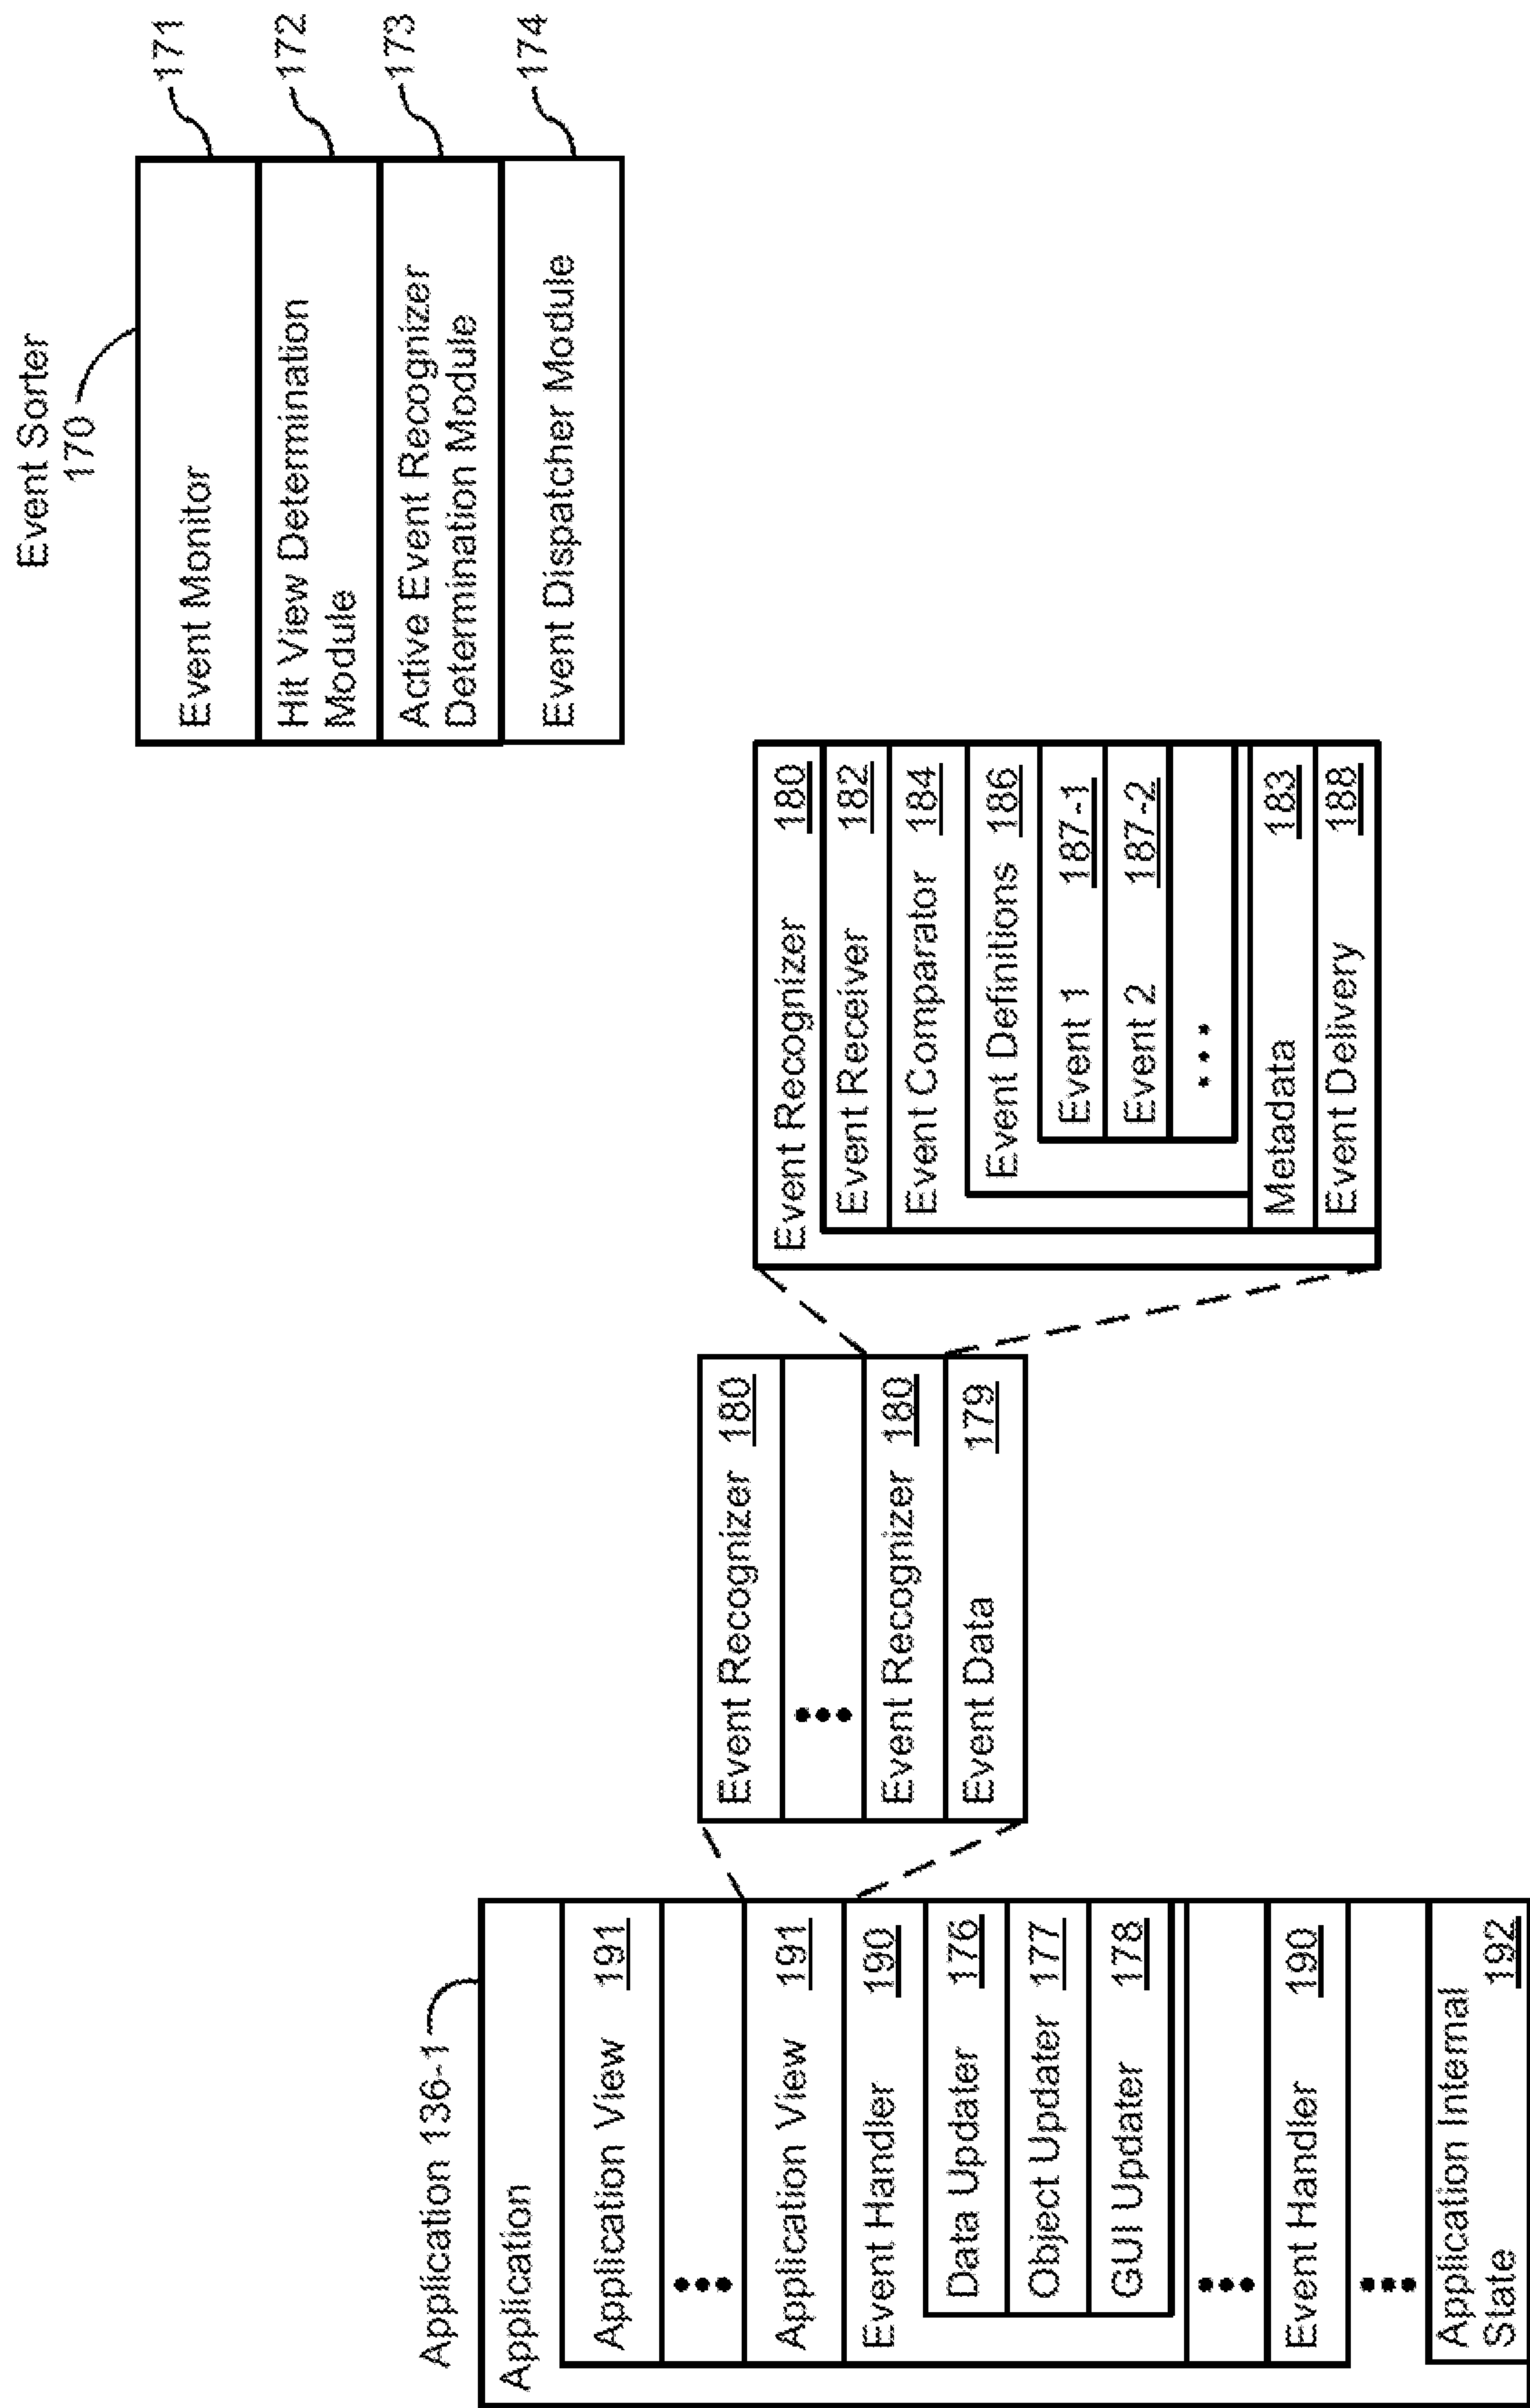 Event Sorter
170
Event Monitor
171
Hit View Determination
Module
172
Active Event Recognizer
Determination Module
173
Event Dispatcher Module
174
Application 136-1
Application
Application View 191
•••
Application View 191
Event Handler 190
Data Updater 176
Object Updater 177
GUI Updater 178
•••
Event Handler 190
•••
Application Internal
State 192
Event Recognizer 180
•••
Event Recognizer 180
Event Data 179
Event Recognizer 180
Event Receiver 182
Event Comparator 184
Event Definitions 186
Event 1 187-1
Event 2 187-2
•••
Metadata 183
Event Delivery 188